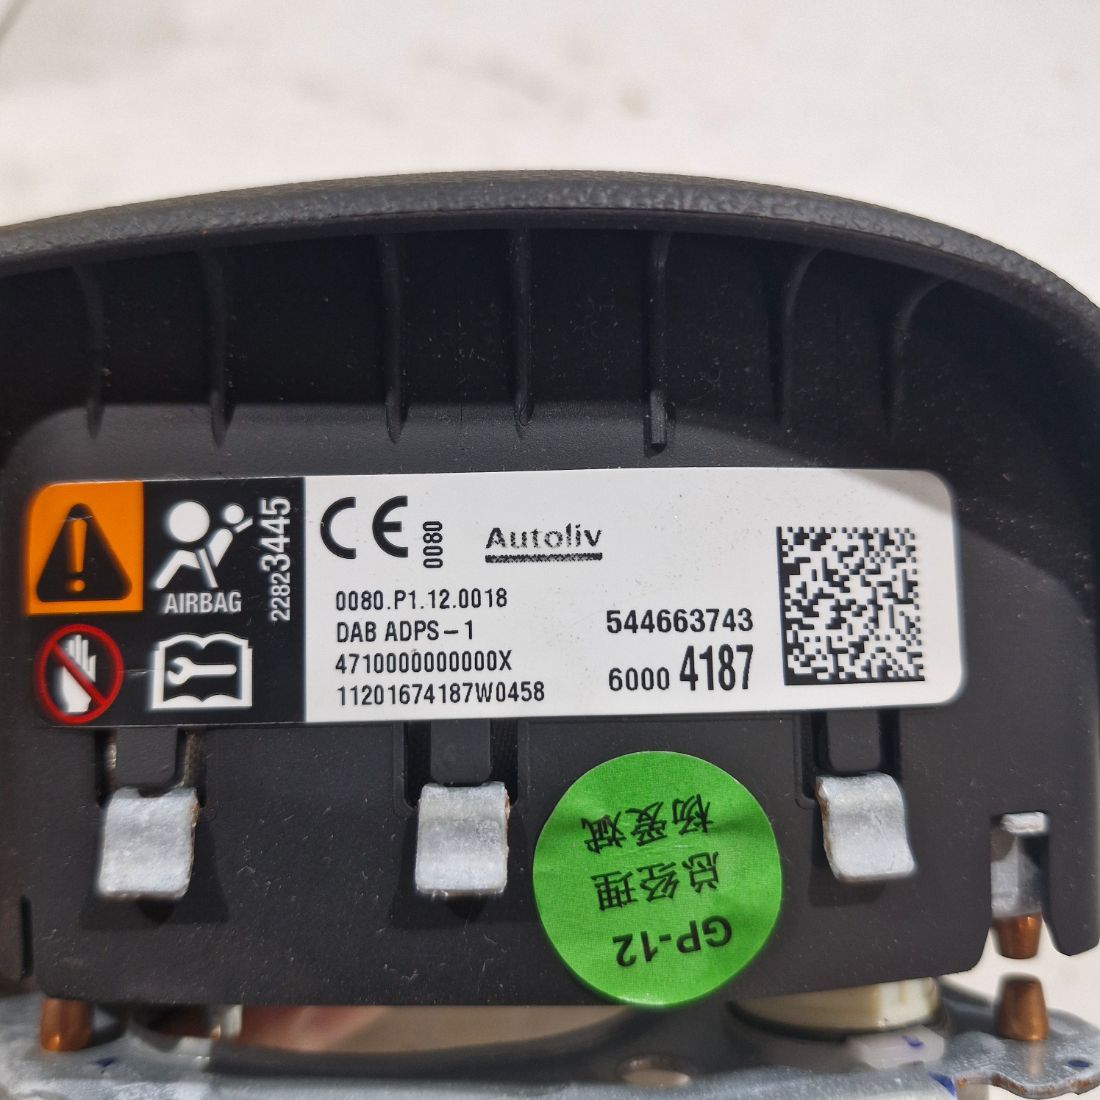 AIRBAG
22823445
CE
0080
Autoliv
0080.P1.12.0018
DAB ADPS-1
4710000000000X
11201674187W0458
544663743
6000 4187
GP-12
总经理
杨爱斌